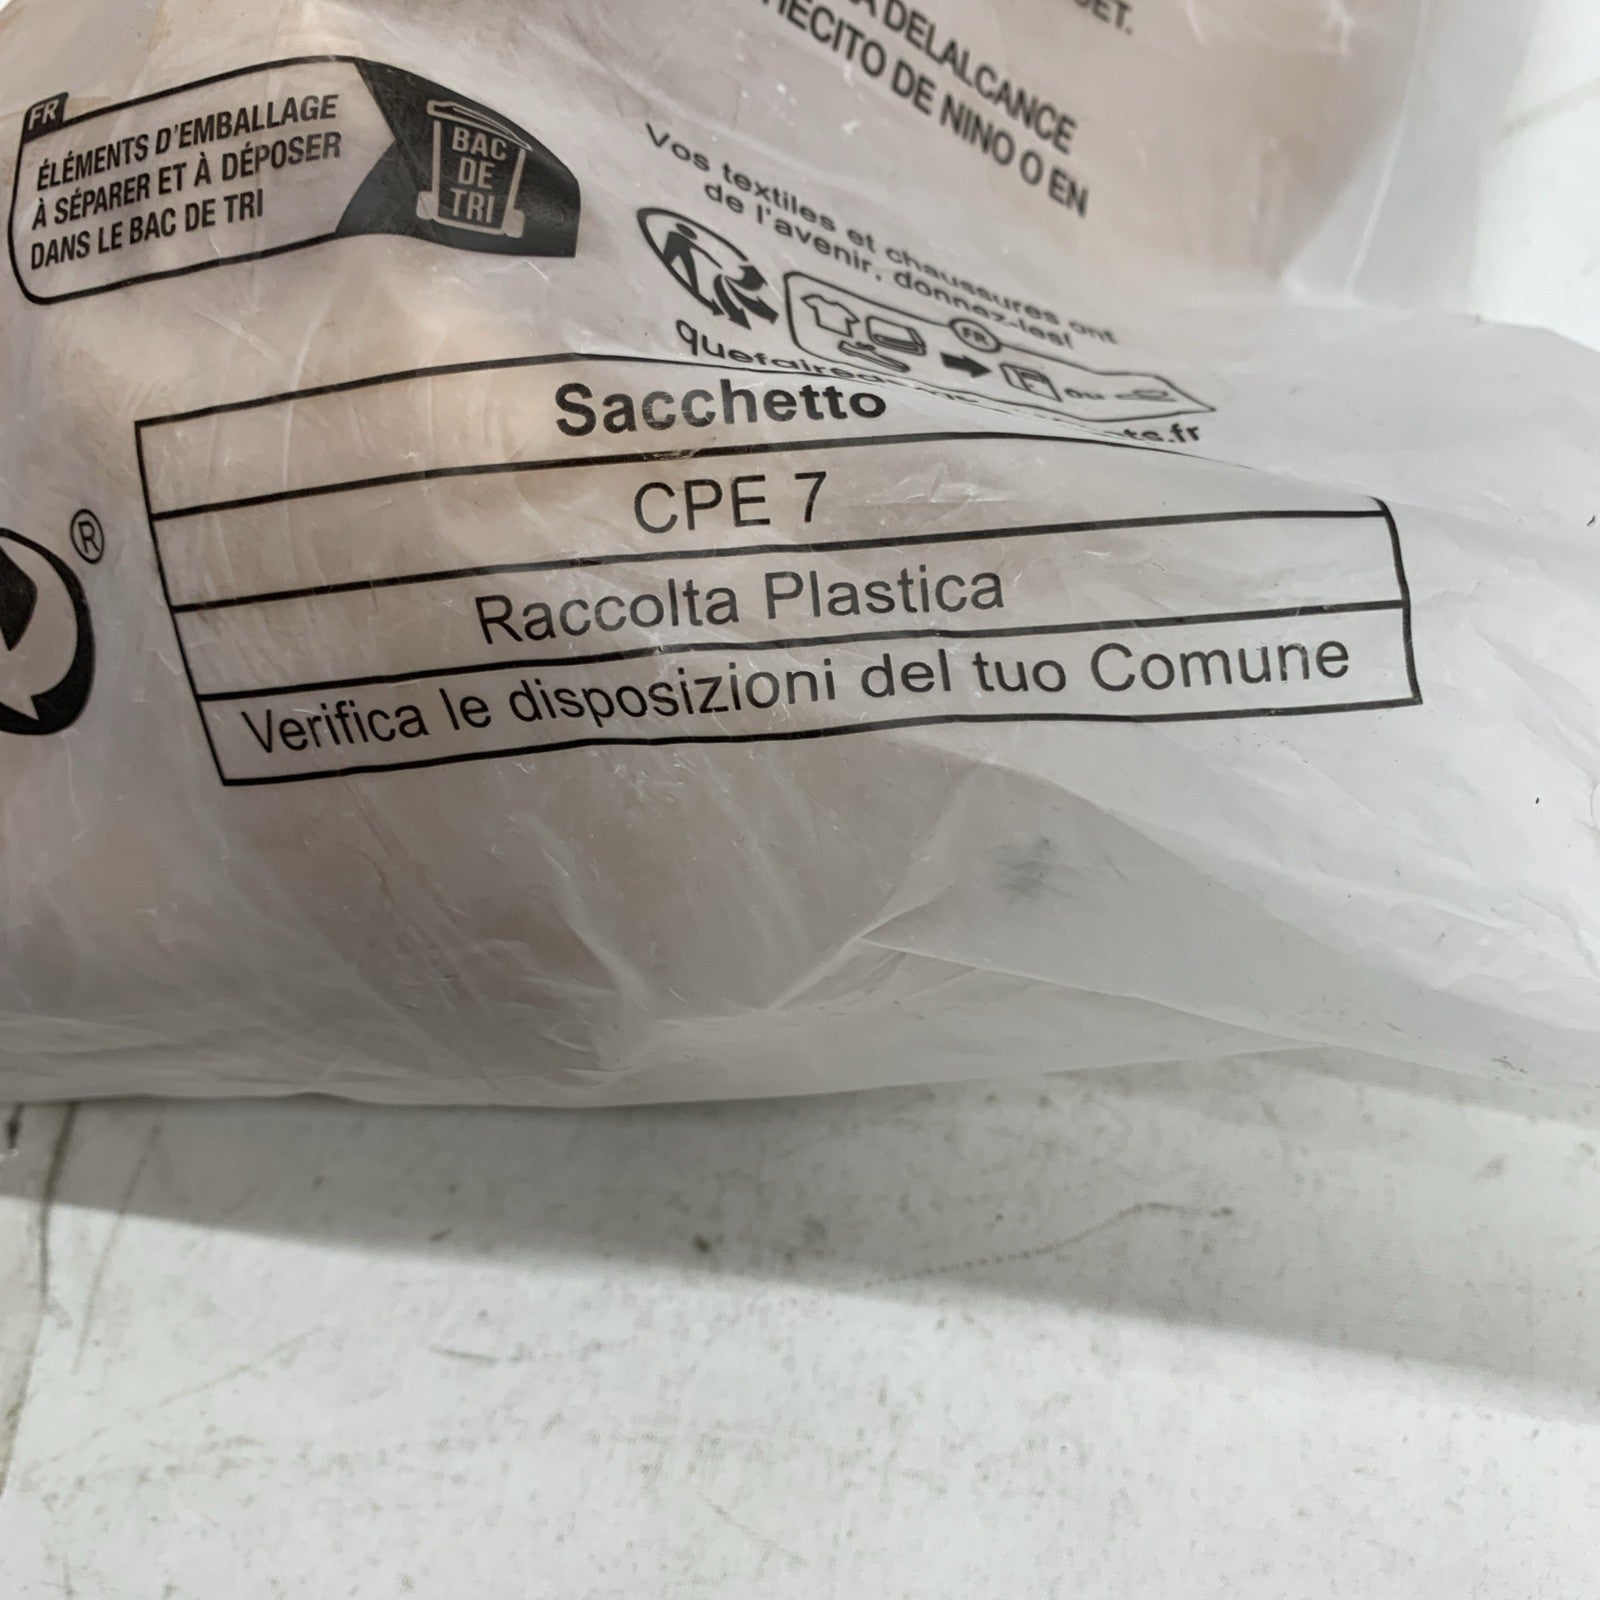 DELALCANCE
DE NINO O EN
FR
ÉLÉMENTS D'EMBALLAGE
À SÉPARER ET À DÉPOSER
DANS LE BAC DE TRI
BAC
DE
TRI
Vos textiles et chaussures ont
de l'avenir, donnez-les!
FR
ou
®
Sacchetto
CPE 7
Raccolta Plastica
Verifica le disposizioni del tuo Comune